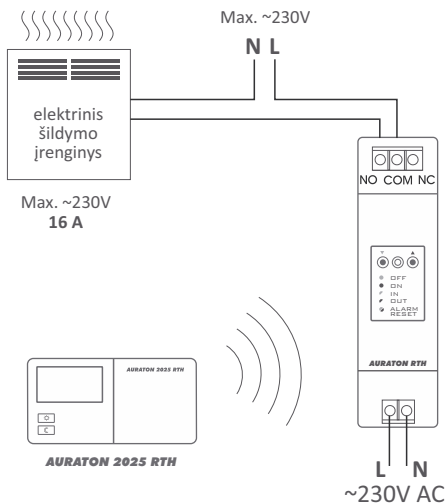 Max. ~230V
N L
elektrinis
šildymo
įrenginys
Max. ~230V
16 A
NO COM NC
OFF
ON
IN
OUT
ALARM
RESET
AURATON RTH
AURATON 2025 RTH
AURATON 2025 RTH
L N
~230V AC